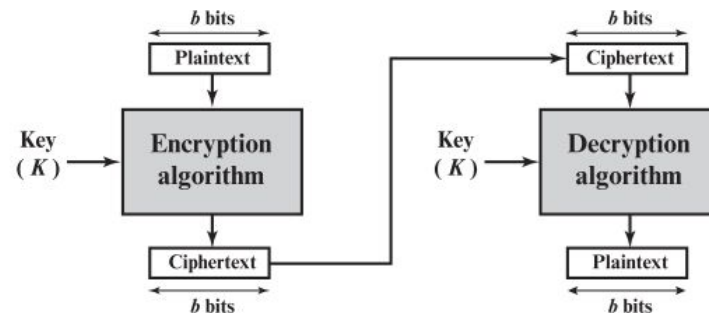 b bits
Plaintext
Key
( K )
Encryption
algorithm
Ciphertext
b bits
b bits
Ciphertext
Key
( K )
Decryption
algorithm
Plaintext
b bits